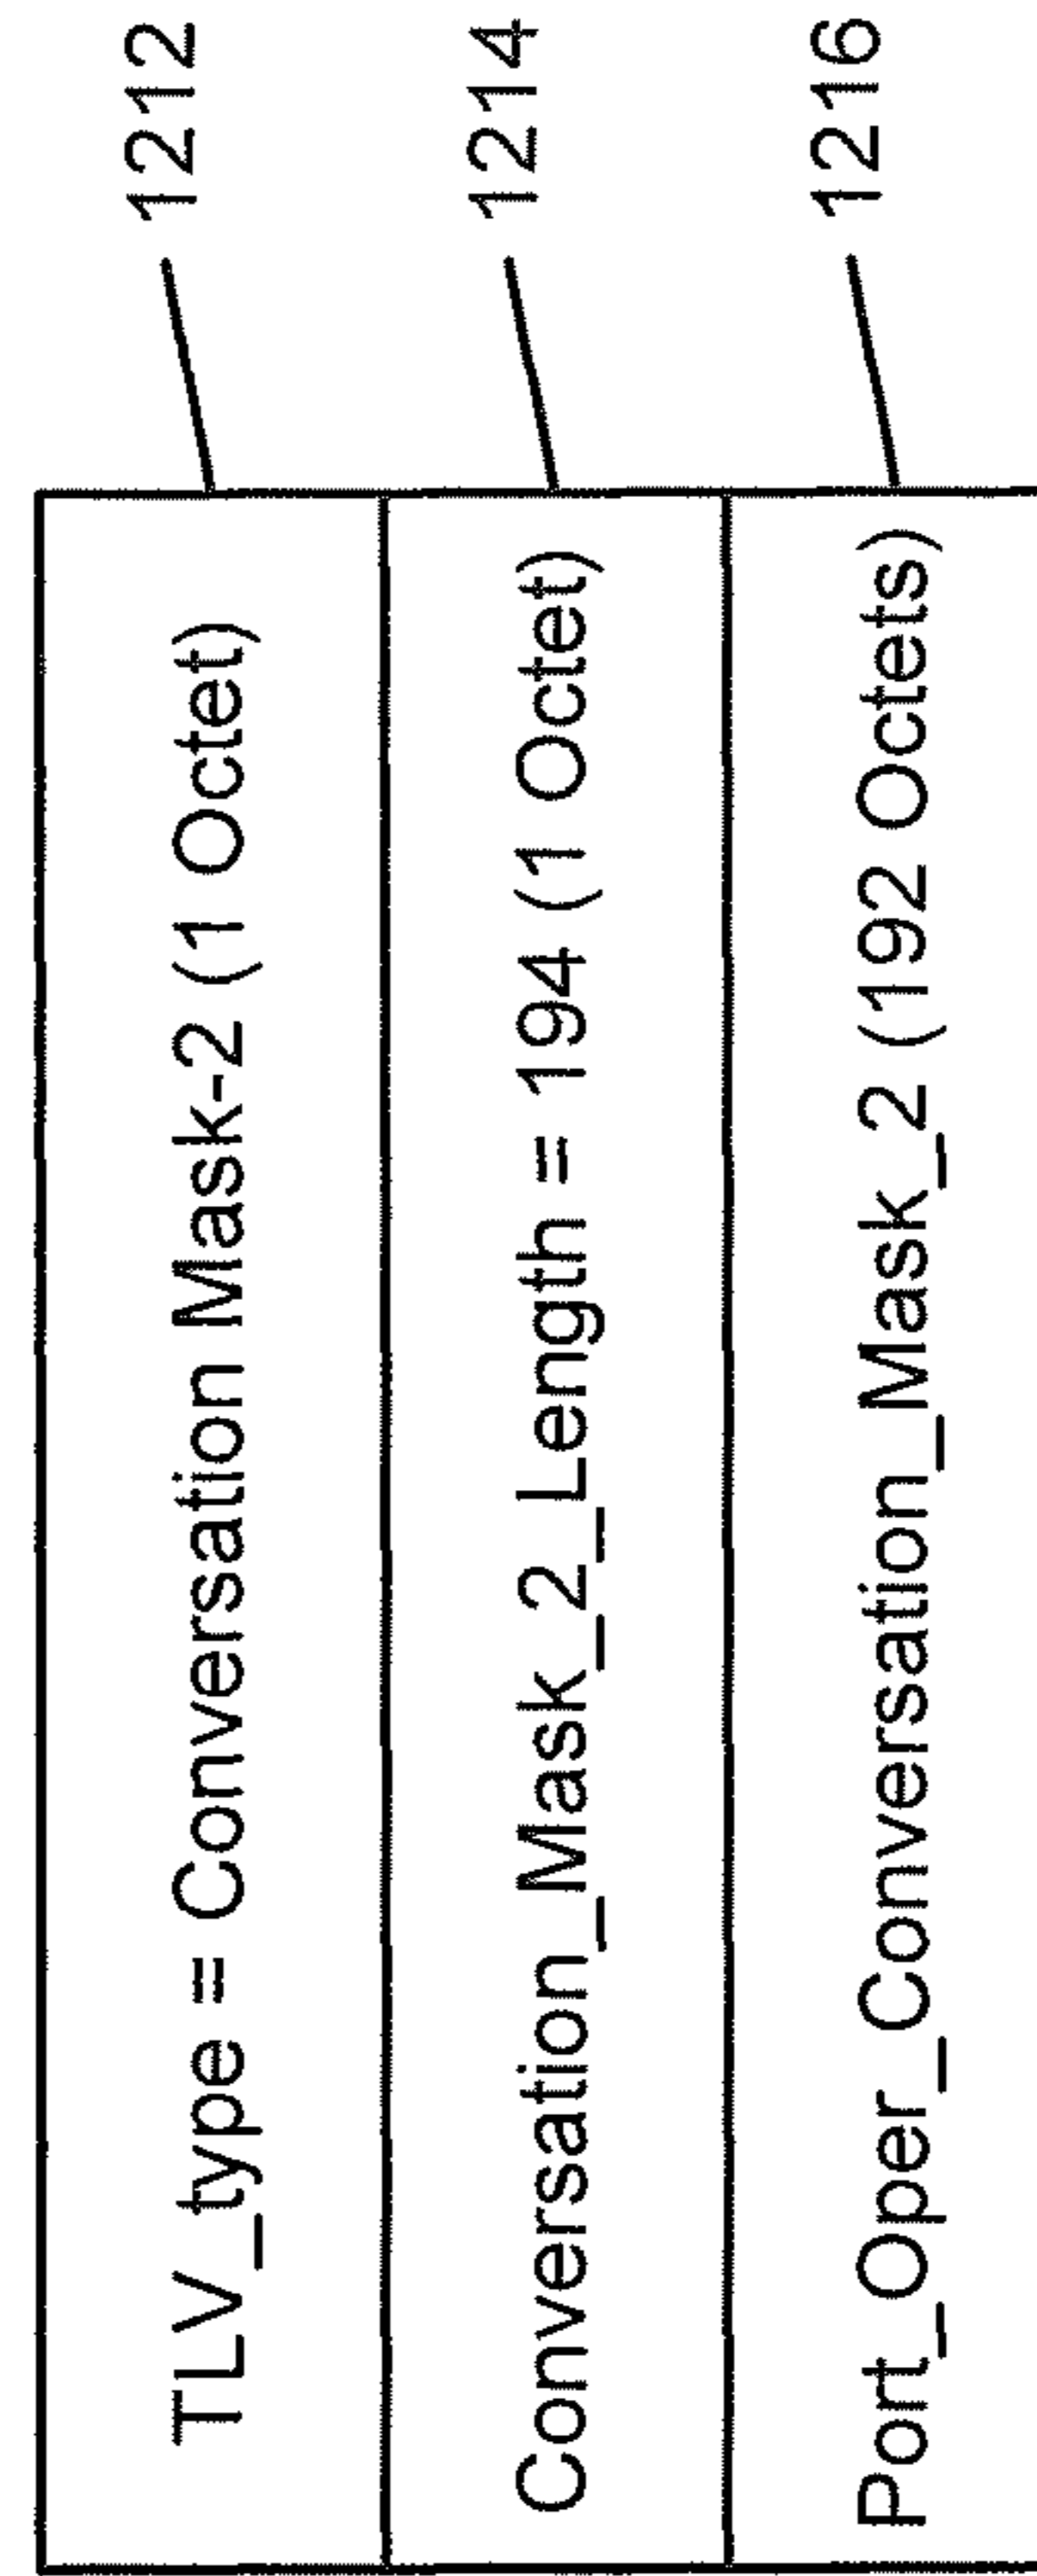 TLV_type = Conversation Mask-2 (1 Octet) 1212
Conversation_Mask_2_Length = 194 (1 Octet) 1214
Port_Oper_Conversation_Mask_2 (192 Octets) 1216